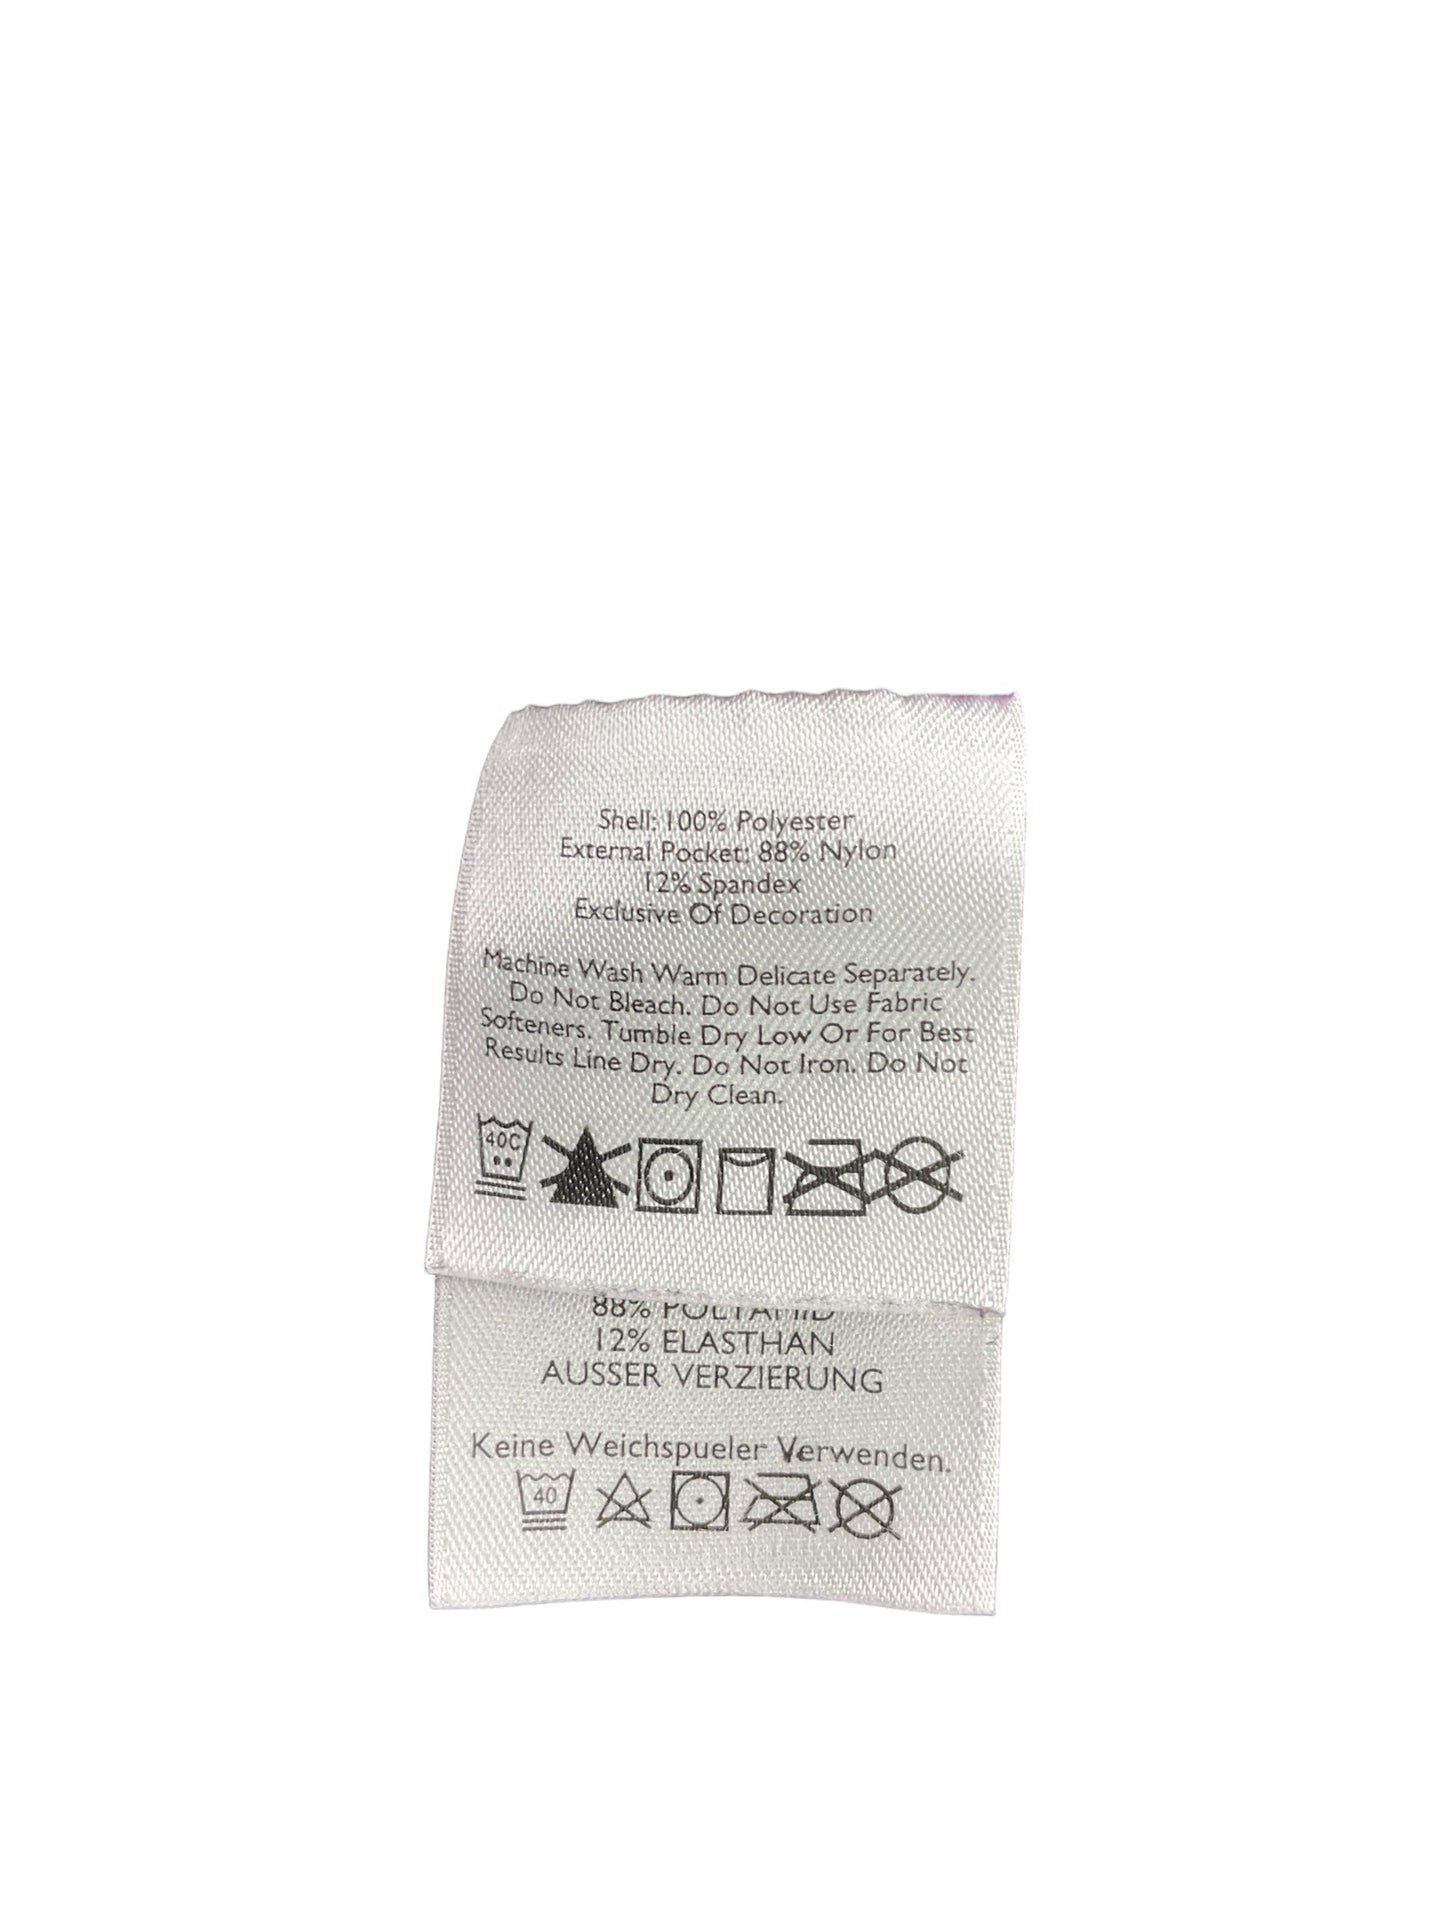 Shell: 100% Polyester
External Pocket: 88% Nylon
12% Spandex
Exclusive Of Decoration
Machine Wash Warm Delicate Separately.
Do Not Bleach. Do Not Use Fabric
Softeners. Tumble Dry Low Or For Best
Results Line Dry. Do Not Iron. Do Not
Dry Clean.
40C
88% POLYAMID
12% ELASTHAN
AUSSER VERZIERUNG
Keine Weichspueler Verwenden.
40